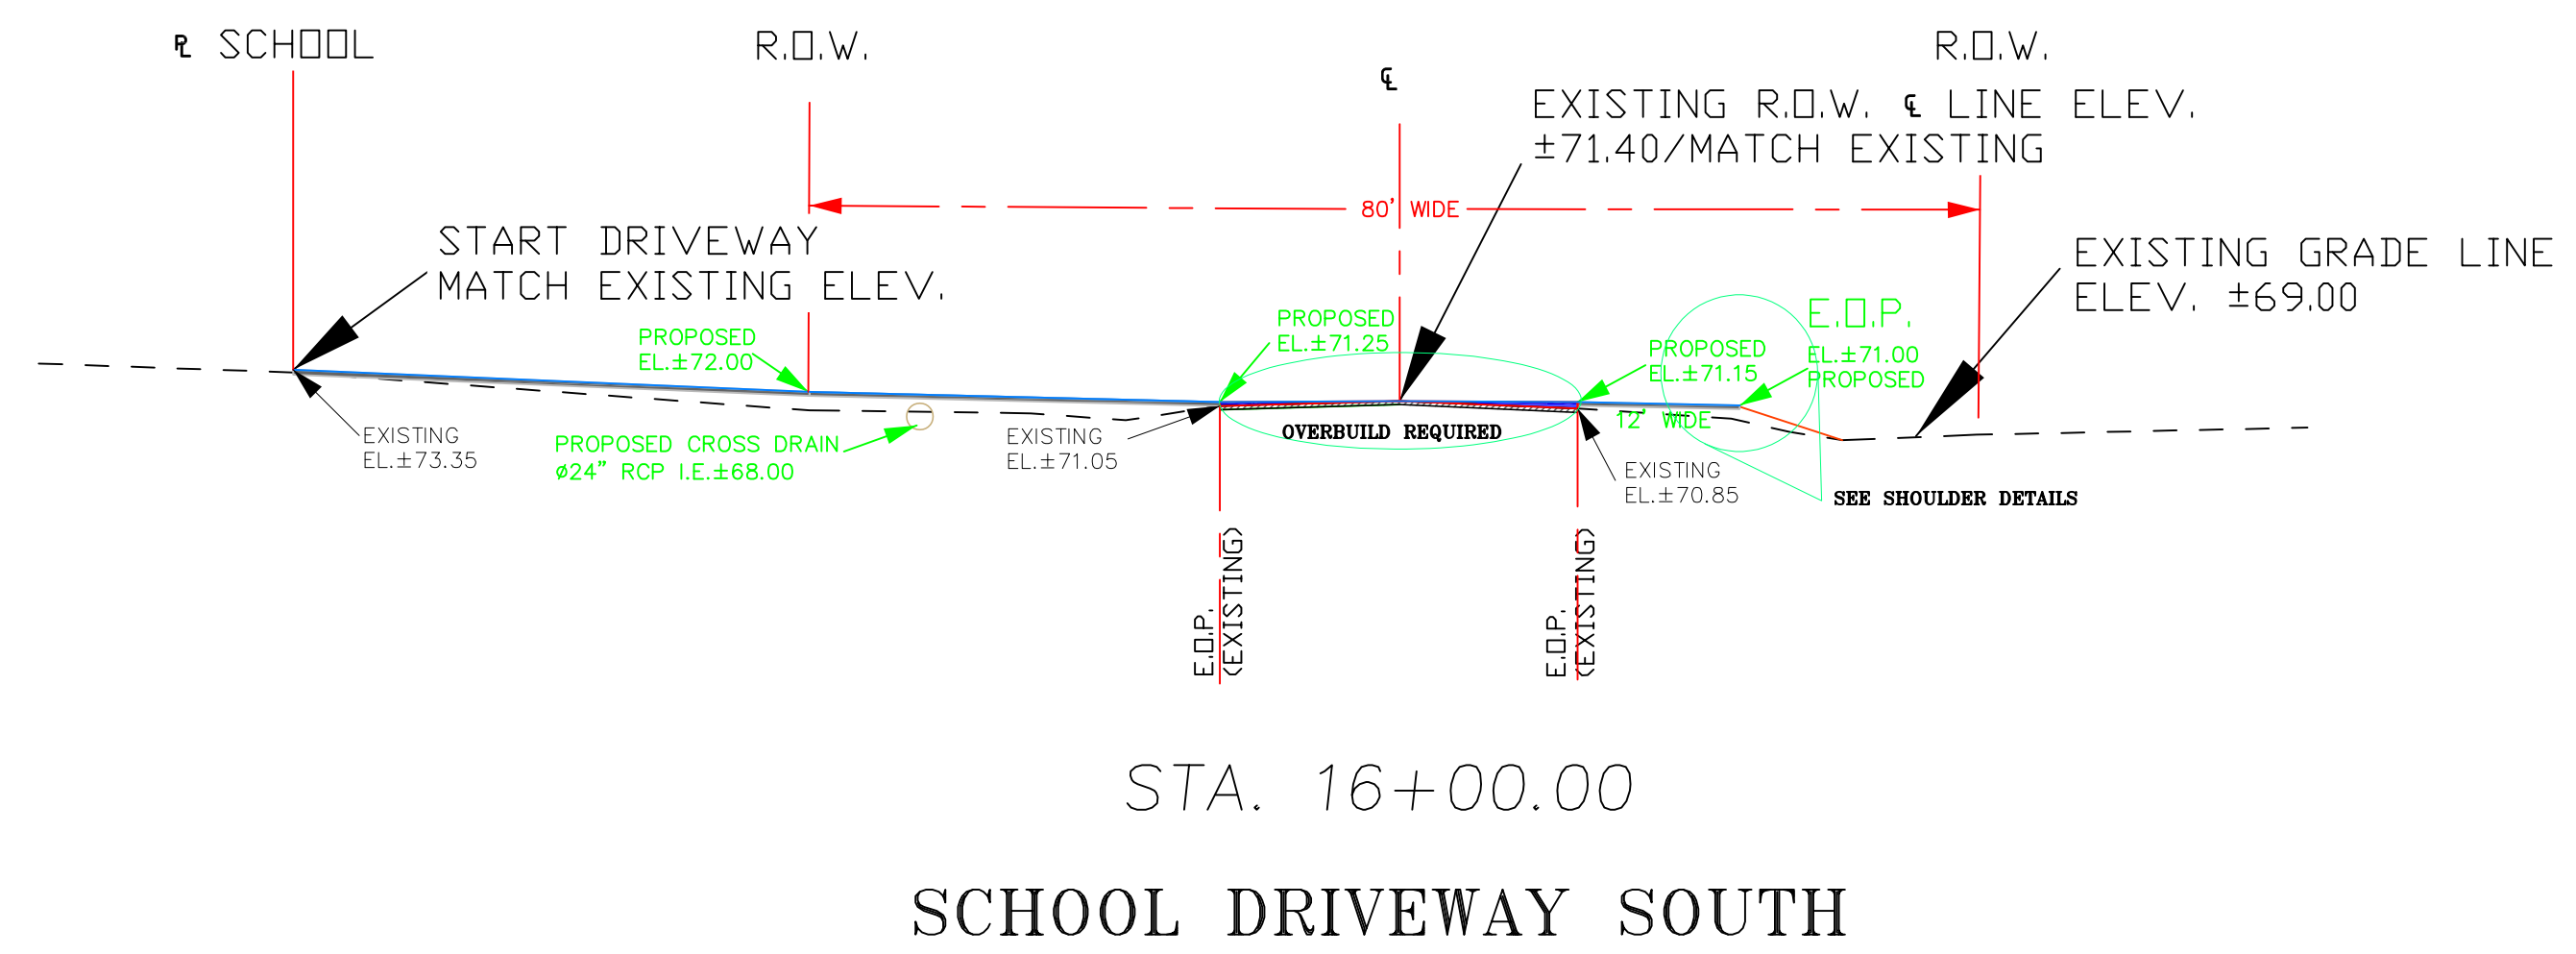 ℄ SCHOOL
R.O.W.
℄
R.O.W.
EXISTING R.O.W. ℄ LINE ELEV.
±71.40/MATCH EXISTING
80' WIDE
START DRIVEWAY
MATCH EXISTING ELEV.
EXISTING GRADE LINE
ELEV. ±69.00
PROPOSED
EL.±72.00
PROPOSED
EL.±71.25
PROPOSED
EL.±71.15
E.O.P.
EL.±71.00
PROPOSED
12' WIDE
EXISTING
EL.±73.35
PROPOSED CROSS DRAIN
ø24" RCP I.E.±68.00
EXISTING
EL.±71.05
OVERBUILD REQUIRED
EXISTING
EL.±70.85
SEE SHOULDER DETAILS
E.O.P.
(EXISTING)
E.O.P.
(EXISTING)
STA. 16+00.00
SCHOOL DRIVEWAY SOUTH